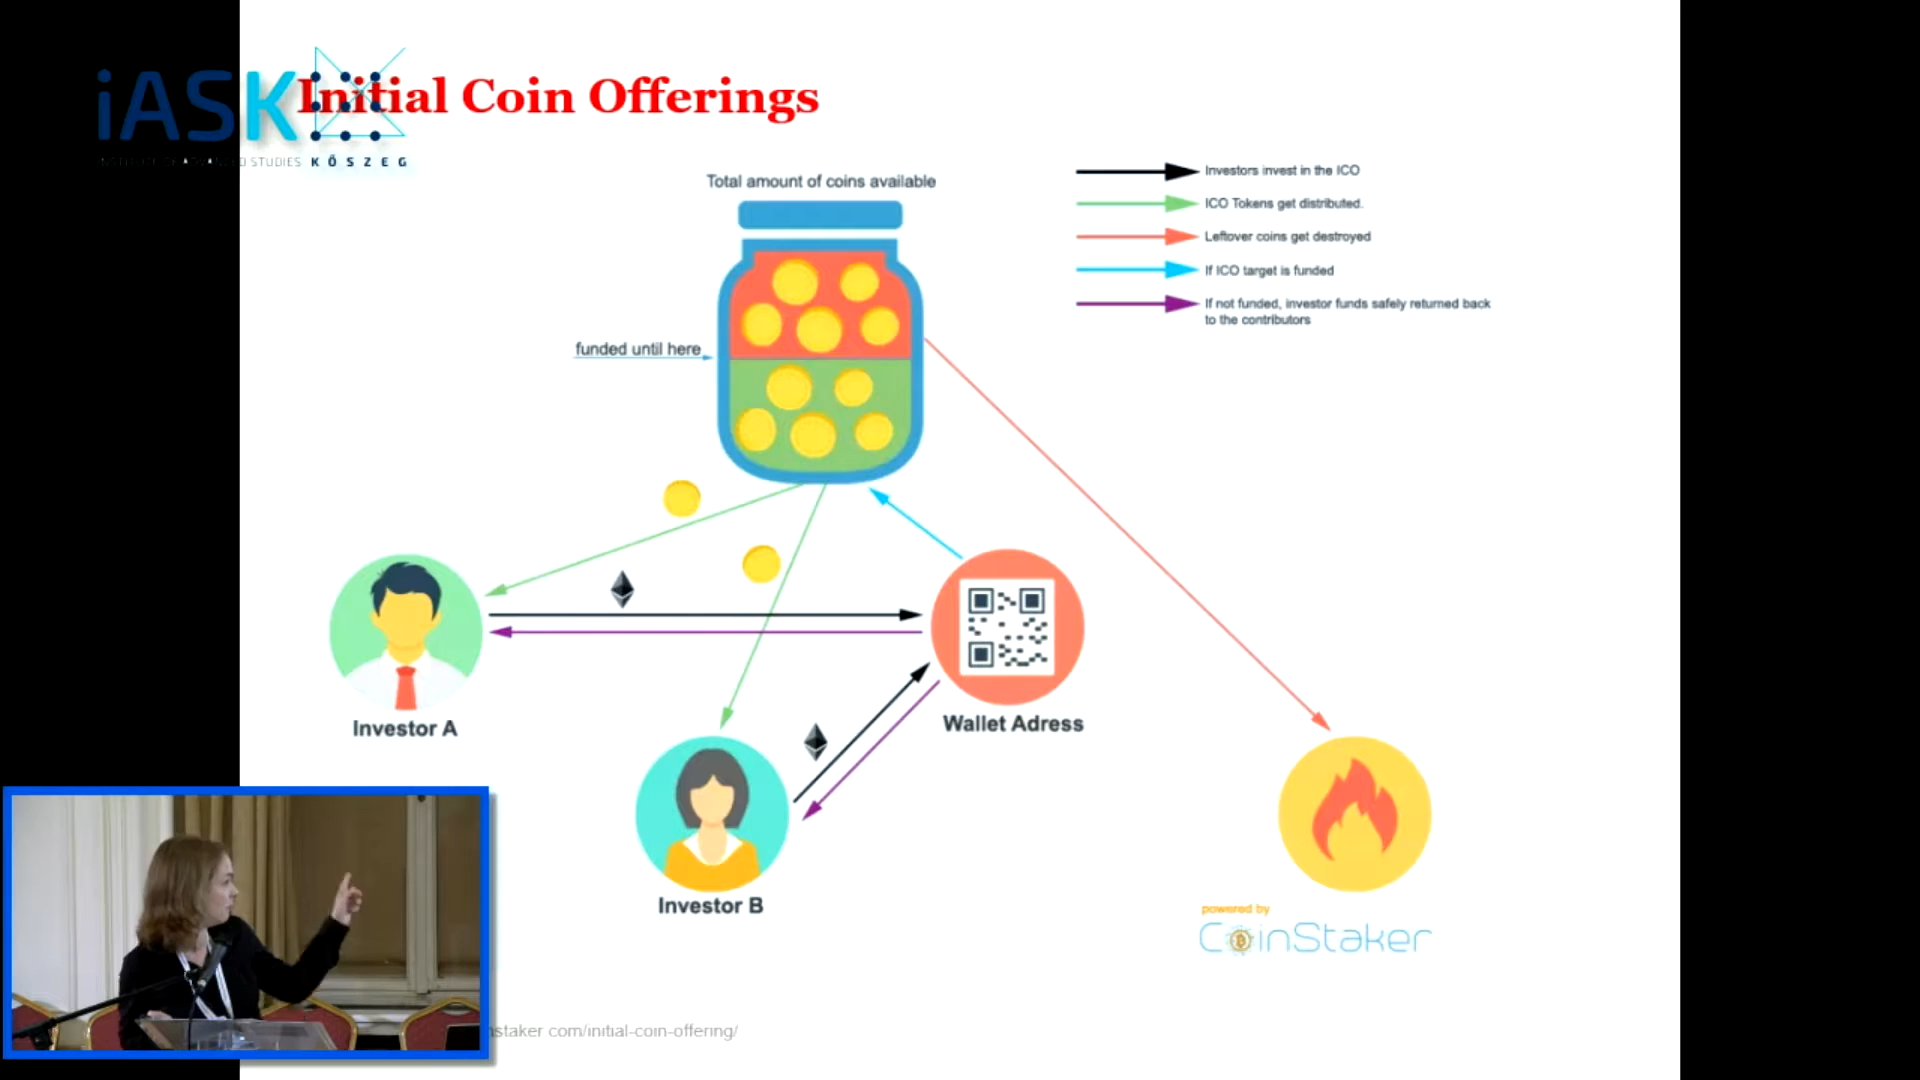 iASK
Initial Coin Offerings
STUDIES KŐSZEG
Total amount of coins available
Investors invest in the ICO
ICO Tokens get distributed.
Leftover coins get destroyed
If ICO target is funded
If not funded, investor funds safely returned back
to the contributors
funded until here
Investor A
Wallet Adress
Investor B
powered by
CoinStaker
com/initial-coin-offering/